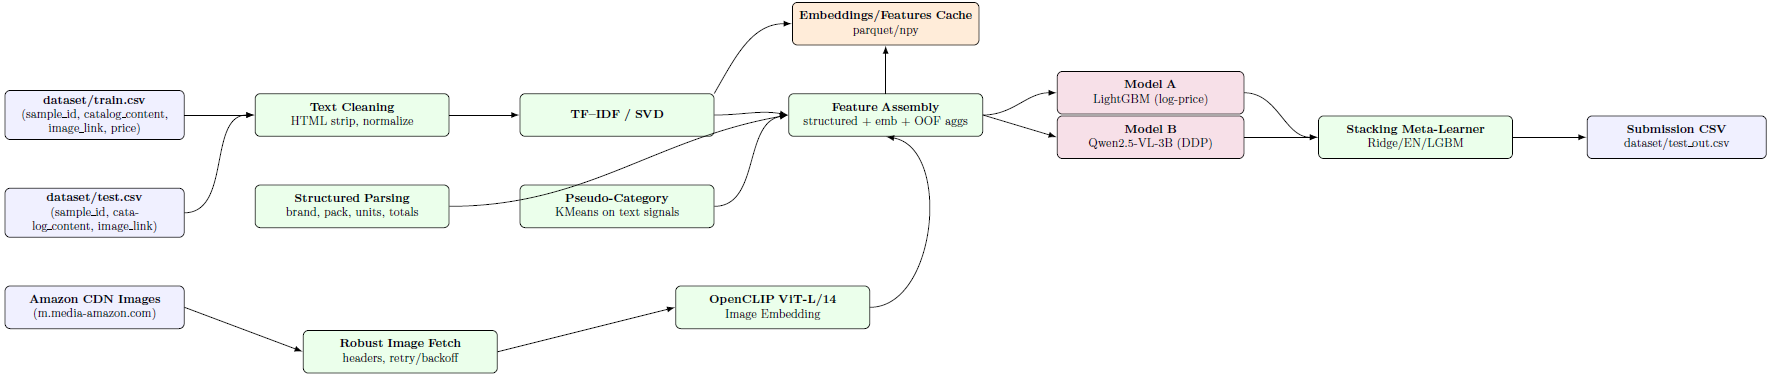 Embeddings/Features Cache
parquet/npy
dataset/train.csv
(sample_id, catalog_content,
image_link, price)
Text Cleaning
HTML strip, normalize
TF–IDF / SVD
Feature Assembly
structured + emb + OOF aggs
Model A
LightGBM (log-price)
Model B
Qwen2.5-VL-3B (DDP)
Stacking Meta-Learner
Ridge/EN/LGBM
Submission CSV
dataset/test_out.csv
dataset/test.csv
(sample_id, cata-
log_content, image_link)
Structured Parsing
brand, pack, units, totals
Pseudo-Category
KMeans on text signals
Amazon CDN Images
(m.media-amazon.com)
OpenCLIP ViT-L/14
Image Embedding
Robust Image Fetch
headers, retry/backoff